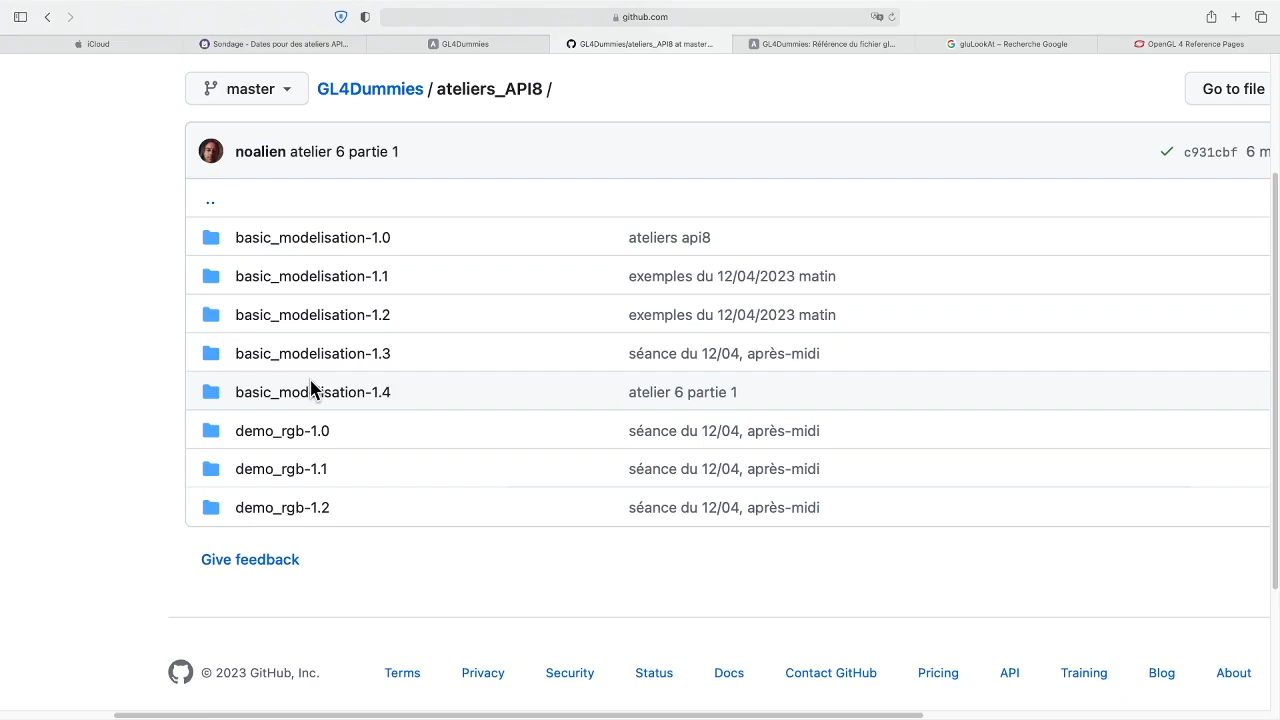 github.com
iCloud
Sondage - Dates pour des ateliers API...
GL4Dummies
GL4Dummies/ateliers_API8 at master...
GL4Dummies: Référence du fichier gl...
gluLookAt – Recherche Google
OpenGL 4 Reference Pages
master
GL4Dummies / ateliers_API8 /
Go to file
noalien atelier 6 partie 1
c931cbf 6 m
..
basic_modelisation-1.0 ateliers api8
basic_modelisation-1.1 exemples du 12/04/2023 matin
basic_modelisation-1.2 exemples du 12/04/2023 matin
basic_modelisation-1.3 séance du 12/04, après-midi
basic_modelisation-1.4 atelier 6 partie 1
demo_rgb-1.0 séance du 12/04, après-midi
demo_rgb-1.1 séance du 12/04, après-midi
demo_rgb-1.2 séance du 12/04, après-midi
Give feedback
© 2023 GitHub, Inc. Terms Privacy Security Status Docs Contact GitHub Pricing API Training Blog About